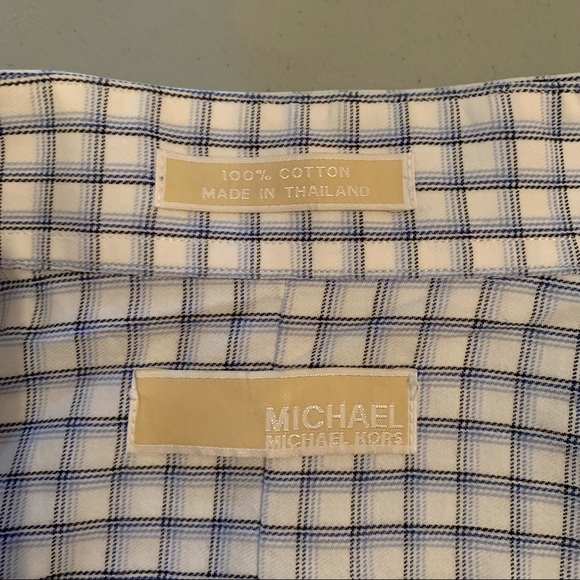 100% COTTON
MADE IN THAILAND
MICHAEL
MICHAEL KORS